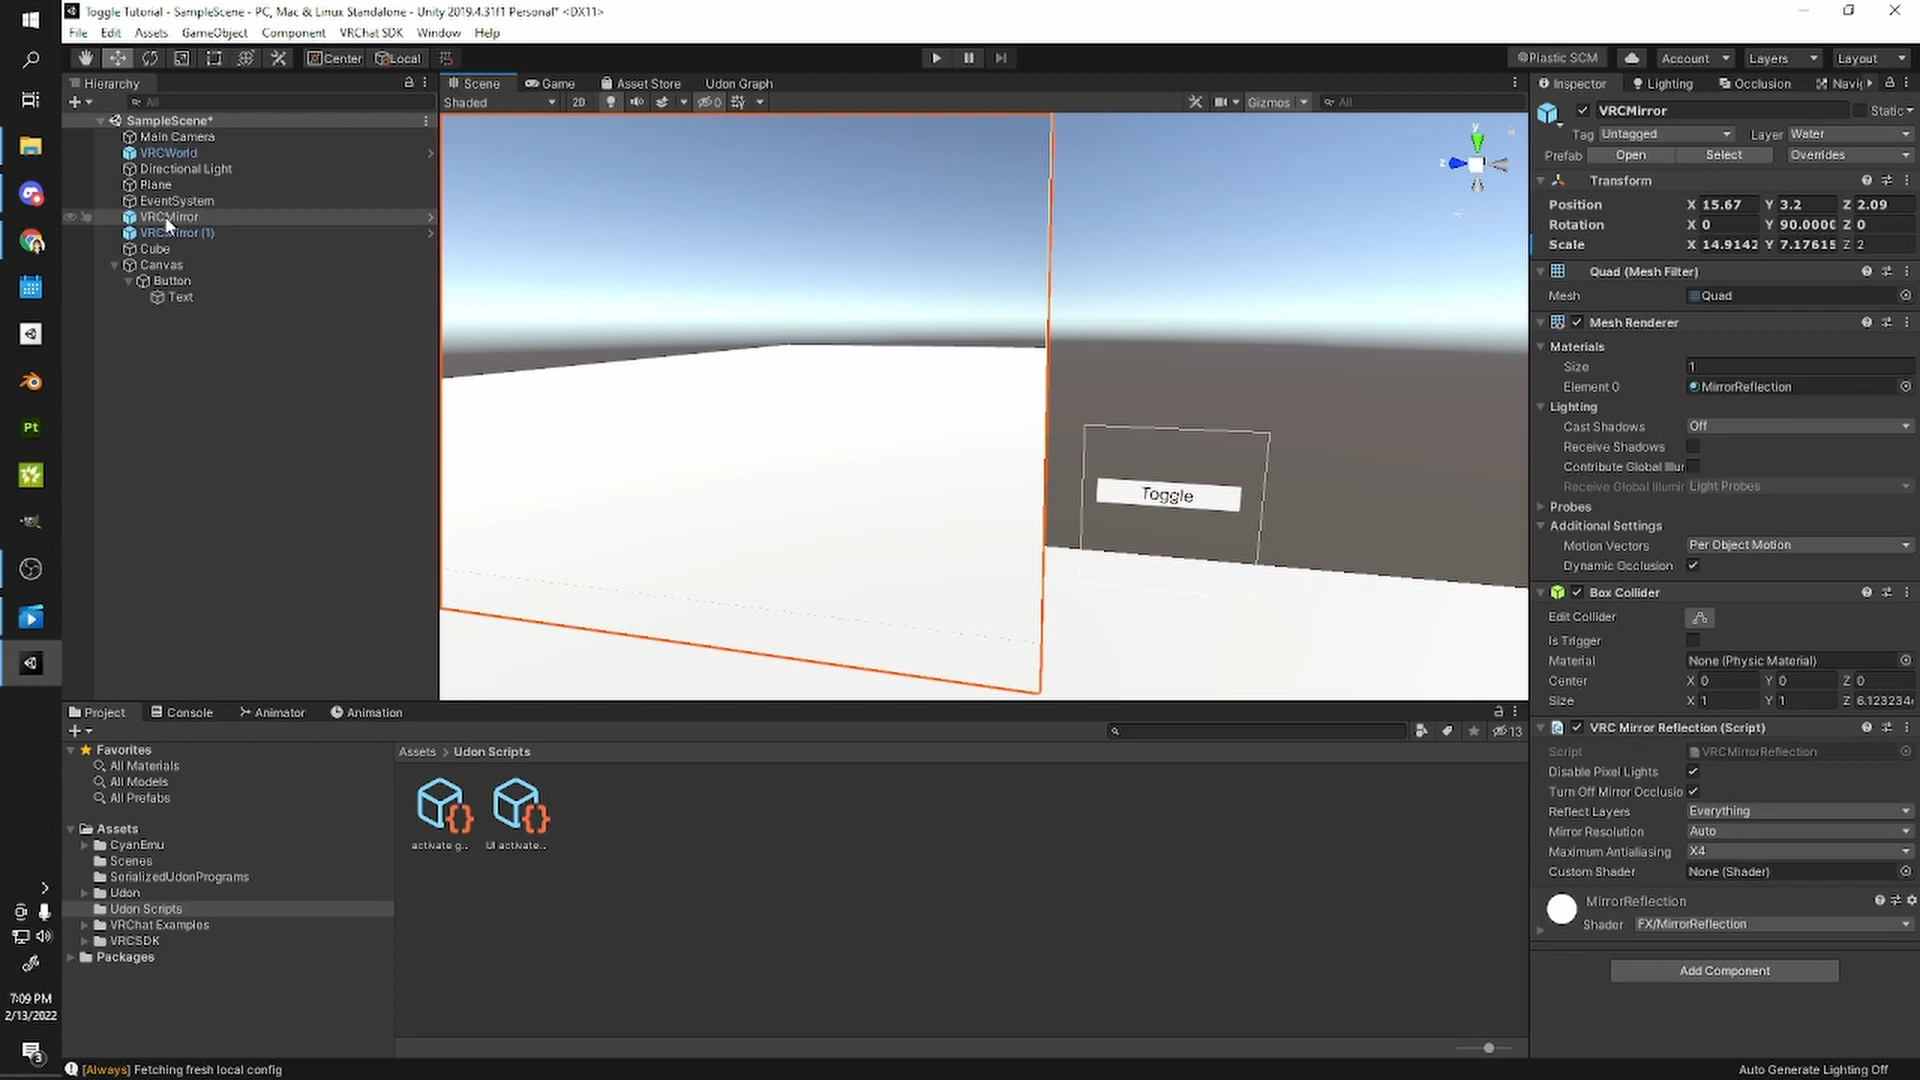 Toggle Tutorial - SampleScene - PC, Mac & Linux Standalone - Unity 2019.4.31f1 Personal* <DX11>
File Edit Assets GameObject Component VRChat SDK Window Help
Center Local Plastic SCM Account Layers Layout
Hierarchy
All
SampleScene*
Main Camera
VRCWorld
Directional Light
Plane
EventSystem
VRCMirror
VRCMirror (1)
Cube
Canvas
Button
Text
Scene Game Asset Store Udon Graph
Shaded 2D 0 Gizmos All
y
z
Toggle
Inspector Lighting Occlusion Navig
VRCMirror Static
Tag Untagged Layer Water
Prefab Open Select Overrides
Transform
Position X 15.67 Y 3.2 Z 2.09
Rotation X 0 Y 90.0000 Z 0
Scale X 14.9142 Y 7.17615 Z 2
Quad (Mesh Filter)
Mesh Quad
Mesh Renderer
Materials
Size 1
Element 0 MirrorReflection
Lighting
Cast Shadows Off
Receive Shadows
Contribute Global Illum
Receive Global Illumir Light Probes
Probes
Additional Settings
Motion Vectors Per Object Motion
Dynamic Occlusion
Box Collider
Edit Collider
Is Trigger
Material None (Physic Material)
Center X 0 Y 0 Z 0
Size X 1 Y 1 Z 6.123234
VRC Mirror Reflection (Script)
Script VRCMirrorReflection
Disable Pixel Lights
Turn Off Mirror Occlusio
Reflect Layers Everything
Mirror Resolution Auto
Maximum Antialiasing X4
Custom Shader None (Shader)
MirrorReflection
Shader FX/MirrorReflection
Add Component
Project Console Animator Animation
13
Favorites
All Materials
All Models
All Prefabs
Assets
CyanEmu
Scenes
SerializedUdonPrograms
Udon
Udon Scripts
VRChat Examples
VRCSDK
Packages
Assets > Udon Scripts
activate g..
UI activate..
Pt
7:09 PM
2/13/2022
3
[Always] Fetching fresh local config
Auto Generate Lighting Off